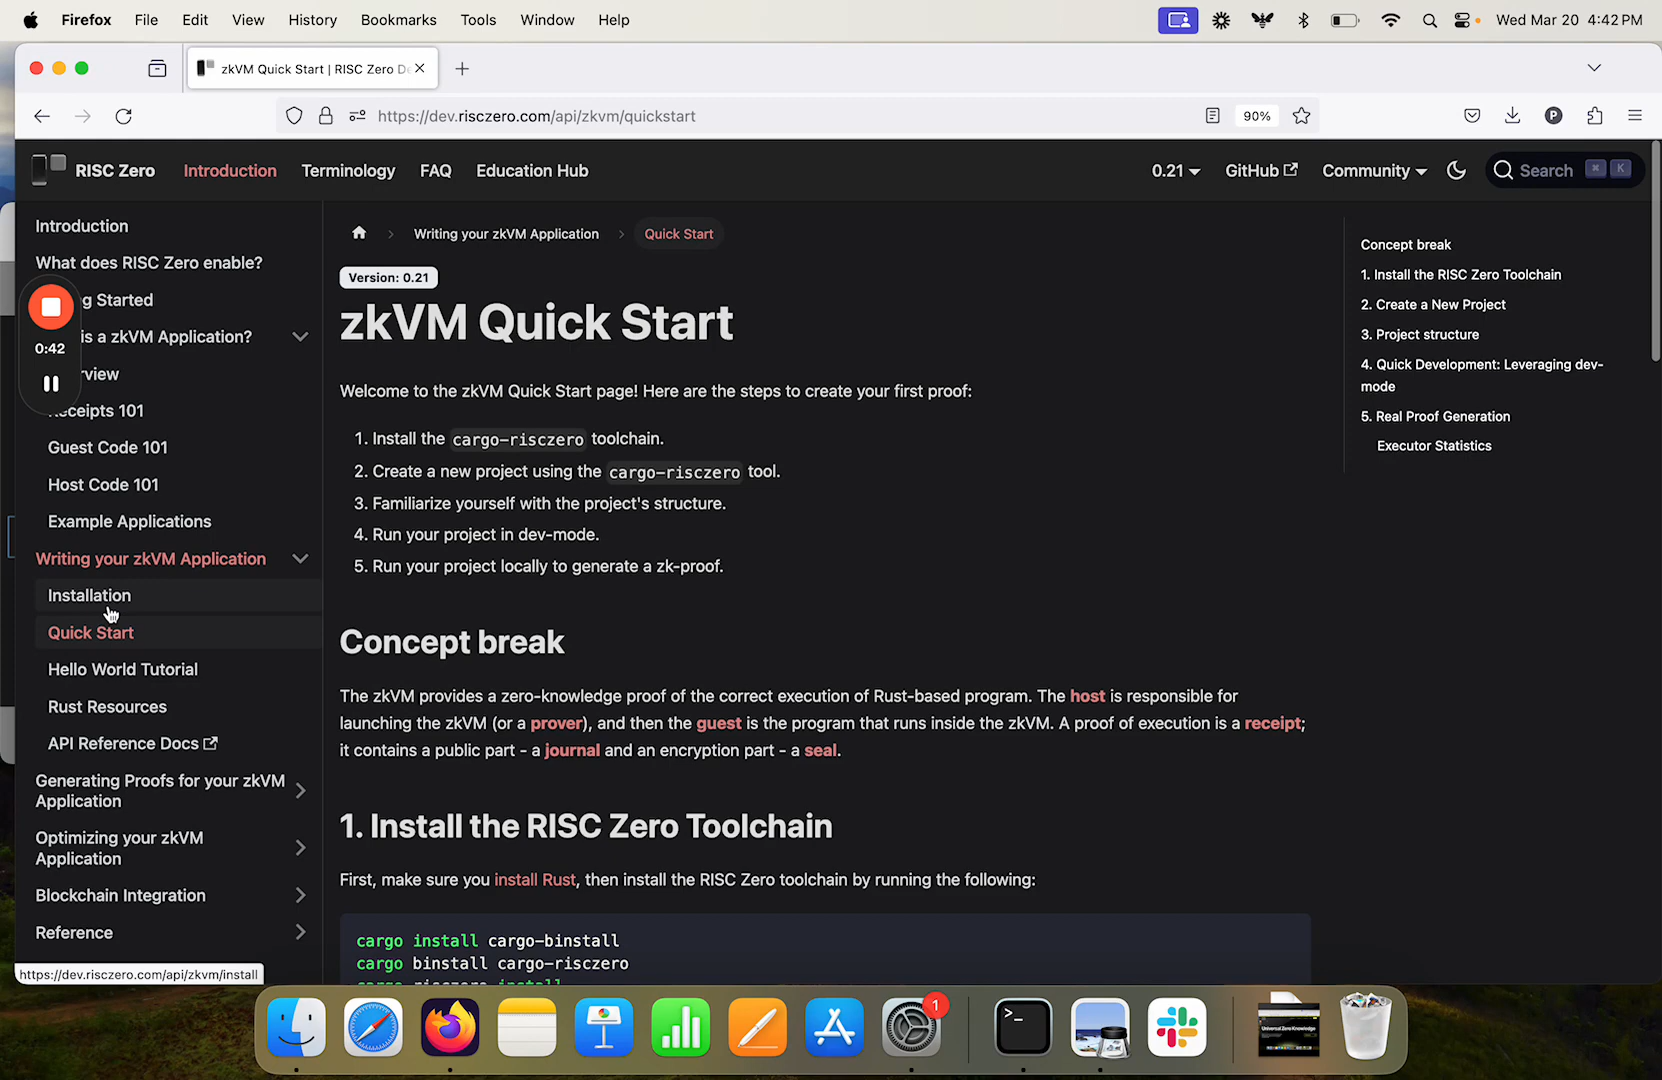 Firefox File Edit View History Bookmarks Tools Window Help
Wed Mar 20 4:42 PM
zkVM Quick Start | RISC Zero De
https://dev.risczero.com/api/zkvm/quickstart
90%
P
RISC Zero
Introduction
Terminology
FAQ
Education Hub
0.21
GitHub
Community
Search
K
Introduction
What does RISC Zero enable?
g Started
is a zkVM Application?
rview
Receipts 101
Guest Code 101
Host Code 101
Example Applications
Writing your zkVM Application
Installation
Quick Start
Hello World Tutorial
Rust Resources
API Reference Docs
Generating Proofs for your zkVM
Application
Optimizing your zkVM
Application
Blockchain Integration
Reference
0:42
https://dev.risczero.com/api/zkvm/install
Writing your zkVM Application
Quick Start
Version: 0.21
zkVM Quick Start
Welcome to the zkVM Quick Start page! Here are the steps to create your first proof:
1. Install the cargo-risczero toolchain.
2. Create a new project using the cargo-risczero tool.
3. Familiarize yourself with the project's structure.
4. Run your project in dev-mode.
5. Run your project locally to generate a zk-proof.
Concept break
The zkVM provides a zero-knowledge proof of the correct execution of Rust-based program. The host is responsible for
launching the zkVM (or a prover), and then the guest is the program that runs inside the zkVM. A proof of execution is a receipt;
it contains a public part - a journal and an encryption part - a seal.
1. Install the RISC Zero Toolchain
First, make sure you install Rust, then install the RISC Zero toolchain by running the following:
cargo install cargo-binstall
cargo binstall cargo-risczero
cargo risczero install
Concept break
1. Install the RISC Zero Toolchain
2. Create a New Project
3. Project structure
4. Quick Development: Leveraging dev-
mode
5. Real Proof Generation
Executor Statistics
1
>_
Universal Zero Knowledge